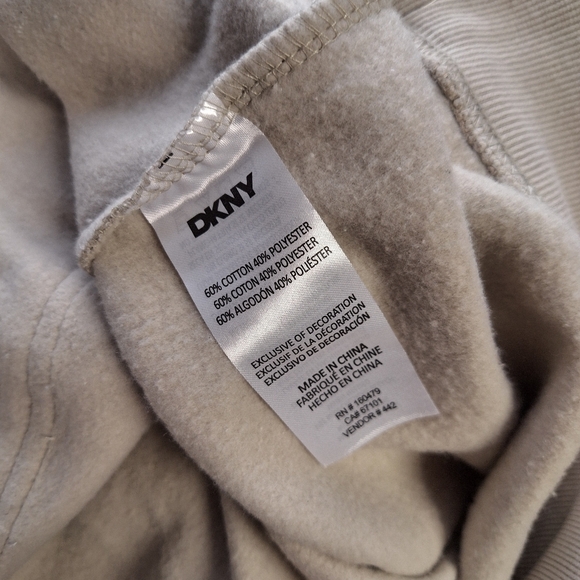 DKNY
60% COTTON 40% POLYESTER
60% COTON 40% POLYESTER
60% ALGODÓN 40% POLIÉSTER
EXCLUSIVE OF DECORATION
EXCLUSIF DE LA DÉCORATION
EXCLUSIVO DE DECORACIÓN
MADE IN CHINA
FABRIQUÉ EN CHINE
HECHO EN CHINA
RN # 160479
CA# 67101
VENDOR # 442